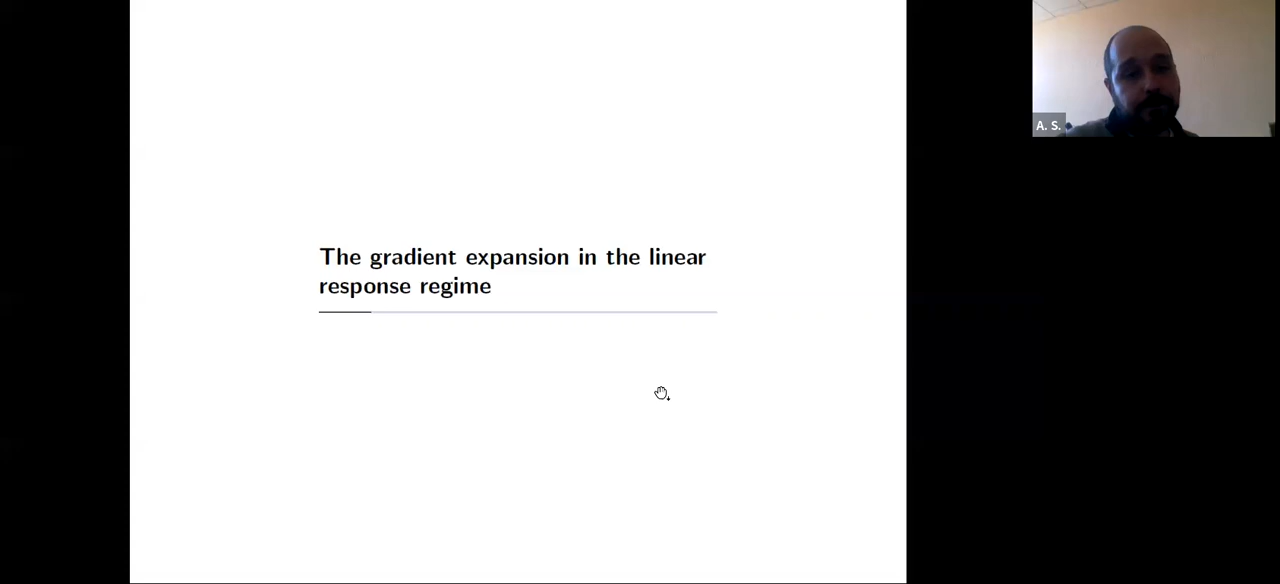 The gradient expansion in the linear
response regime
A. S.